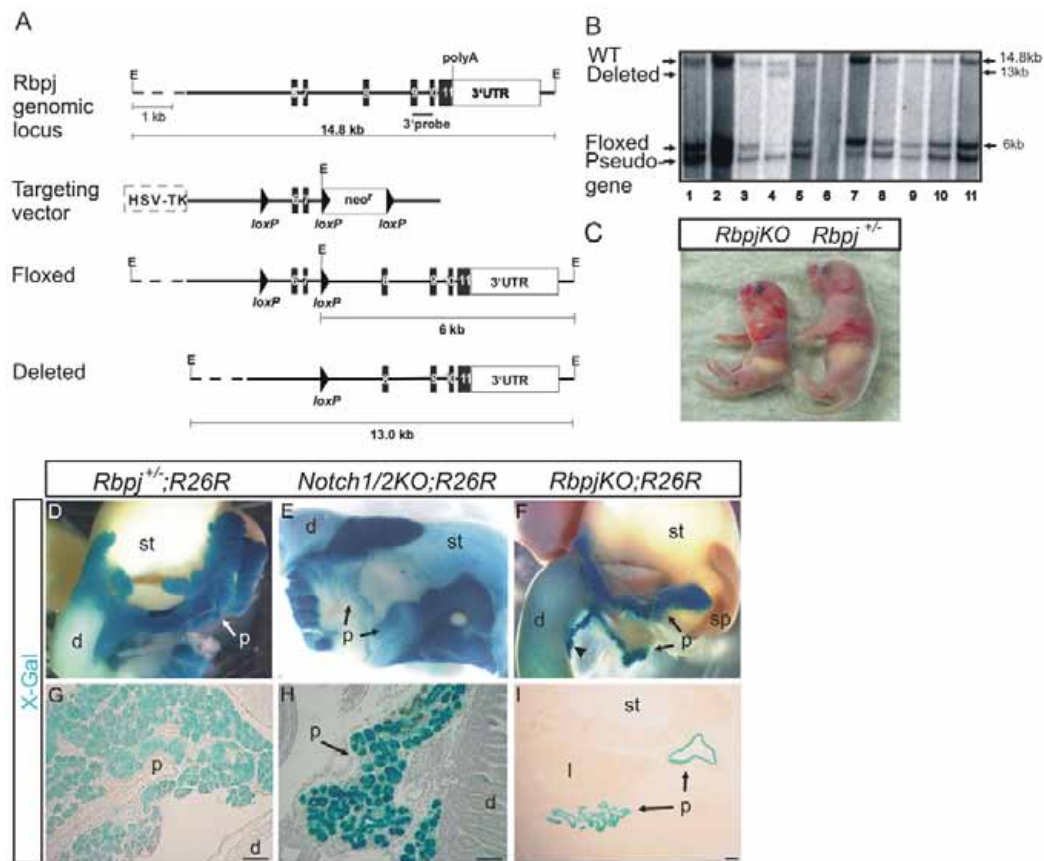 A
Rbpj
genomic
locus
E
polyA
E
11
3'UTR
1 kb
3'probe
14.8 kb
Targeting
vector
HSV-TK
E
neoʳ
loxP
loxP
loxP
Floxed
E
E
E
11
3'UTR
loxP
loxP
6 kb
Deleted
E
E
11
3'UTR
loxP
13.0 kb
B
WT
Deleted
Floxed
Pseudo-
gene
14.8kb
13kb
6kb
1 2 3 4 5 6 7 8 9 10 11
C
RbpjKO Rbpj⁺/⁻
Rbpj⁺/⁻;R26R
Notch1/2KO;R26R
RbpjKO;R26R
X-Gal
D
st
d
p
E
d
st
p
F
st
d
sp
p
G
p
d
H
p
d
I
st
l
p